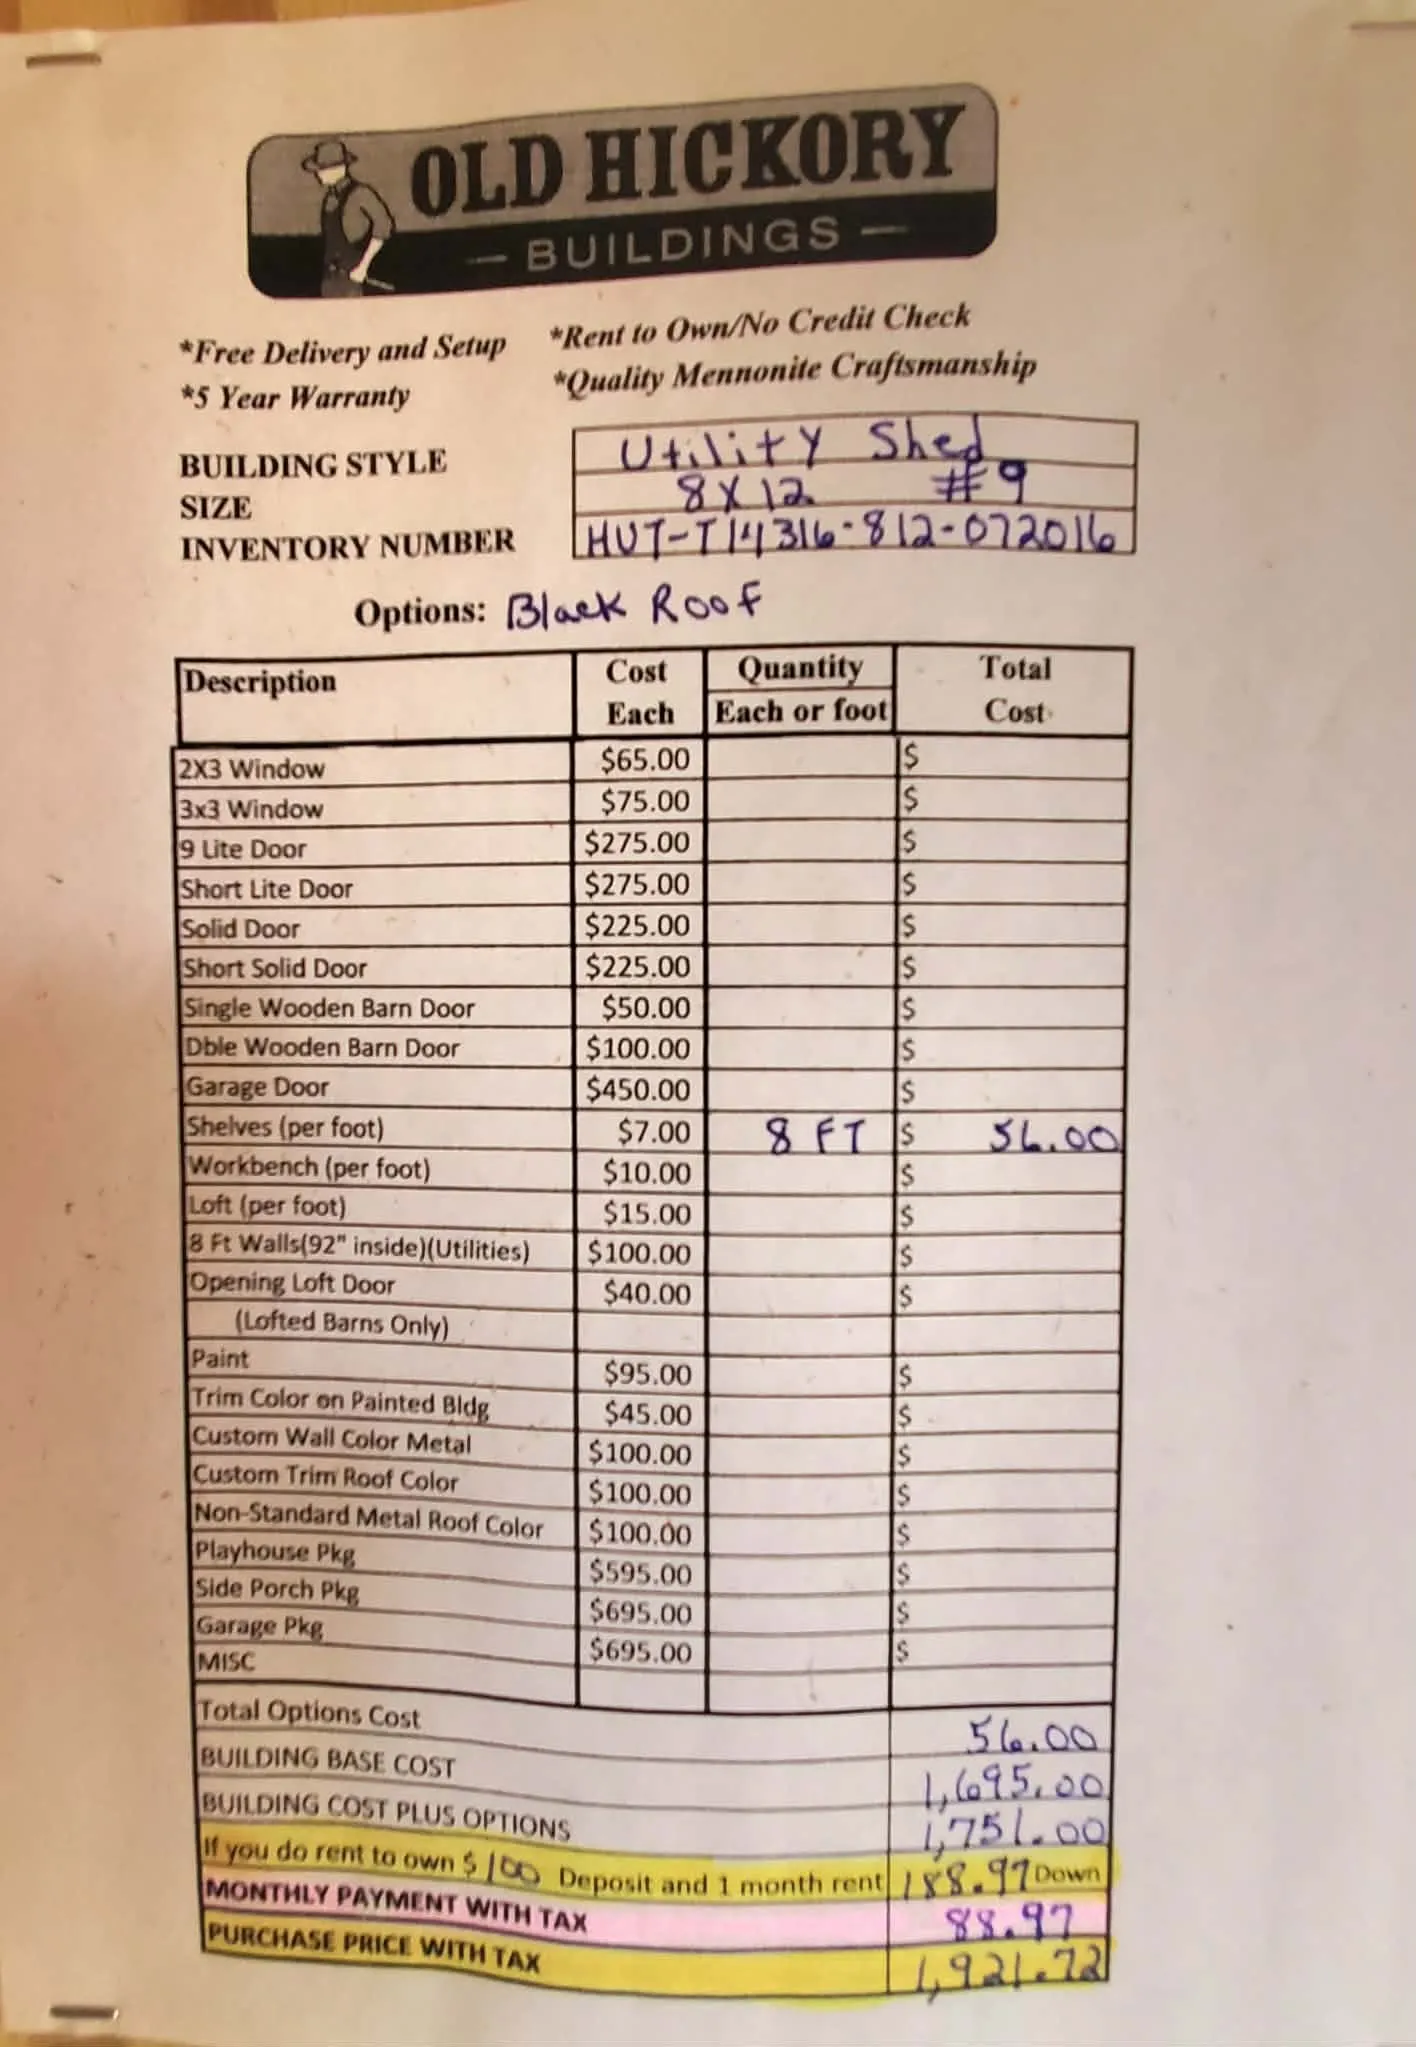 OLD HICKORY
— BUILDINGS —
*Free Delivery and Setup *Rent to Own/No Credit Check
*5 Year Warranty *Quality Mennonite Craftsmanship
BUILDING STYLE Utility Shed
SIZE 8X12 #9
INVENTORY NUMBER HUT-T14316-812-072016
Options: Black Roof
Description Cost Each Quantity Each or foot Total Cost
2X3 Window $65.00 $
3x3 Window $75.00 $
9 Lite Door $275.00 $
Short Lite Door $275.00 $
Solid Door $225.00 $
Short Solid Door $225.00 $
Single Wooden Barn Door $50.00 $
Dble Wooden Barn Door $100.00 $
Garage Door $450.00 $
Shelves (per foot) $7.00 8 FT $ 56.00
Workbench (per foot) $10.00 $
Loft (per foot) $15.00 $
8 Ft Walls(92" inside)(Utilities) $100.00 $
Opening Loft Door $40.00 $
(Lofted Barns Only)
Paint $95.00 $
Trim Color on Painted Bldg $45.00 $
Custom Wall Color Metal $100.00 $
Custom Trim Roof Color $100.00 $
Non-Standard Metal Roof Color $100.00 $
Playhouse Pkg $595.00 $
Side Porch Pkg $695.00 $
Garage Pkg $695.00 $
MISC
Total Options Cost 56.00
BUILDING BASE COST 1,695.00
BUILDING COST PLUS OPTIONS 1,751.00
If you do rent to own $ 100 Deposit and 1 month rent 188.97 Down
MONTHLY PAYMENT WITH TAX 88.97
PURCHASE PRICE WITH TAX 1,921.72